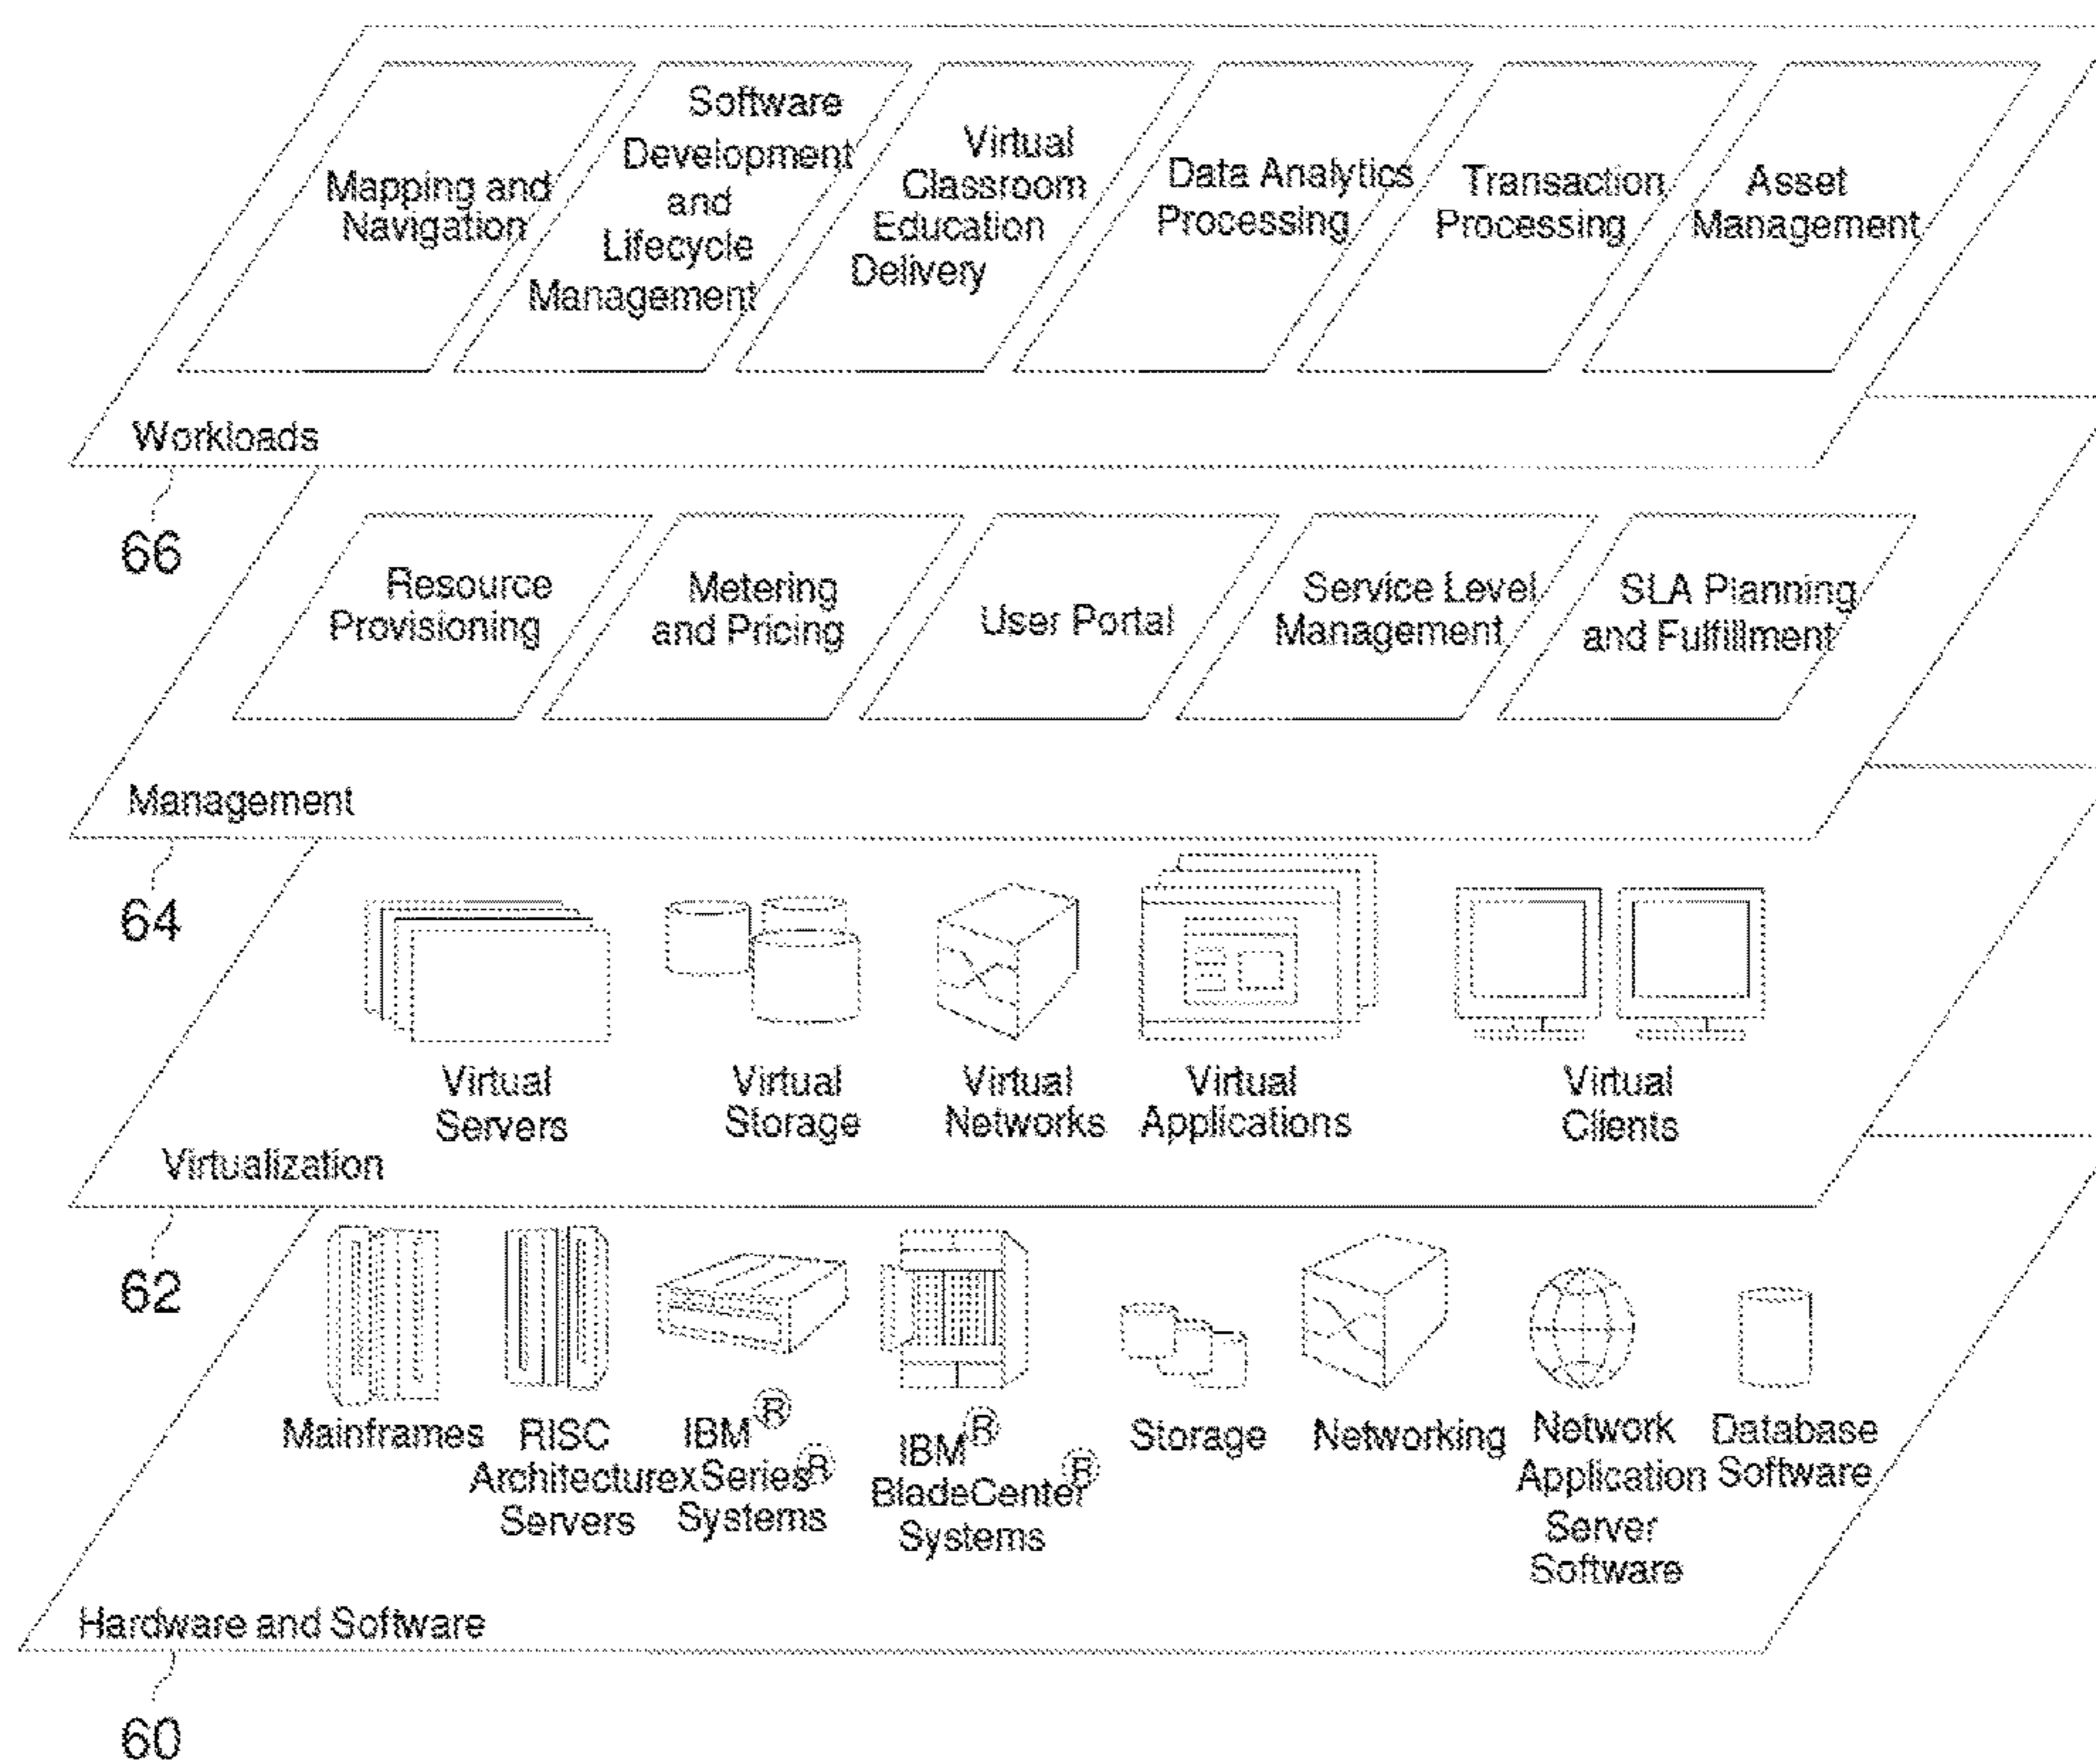 Mapping and
Navigation
Software
Development
and
Lifecycle
Management
Virtual
Classroom
Education
Delivery
Data Analytics
Processing
Transaction
Processing
Asset
Management
Workloads
66
Resource
Provisioning
Metering
and Pricing
User Portal
Service Level
Management
SLA Planning
and Fulfillment
Management
64
Virtual
Servers
Virtual
Storage
Virtual
Networks
Virtual
Applications
Virtual
Clients
Virtualization
62
Mainframes
RISC
Architecture
Servers
IBM®
xSeries®
Systems
IBM®
BladeCenter®
Systems
Storage
Networking
Network
Application
Server
Software
Database
Software
Hardware and Software
60